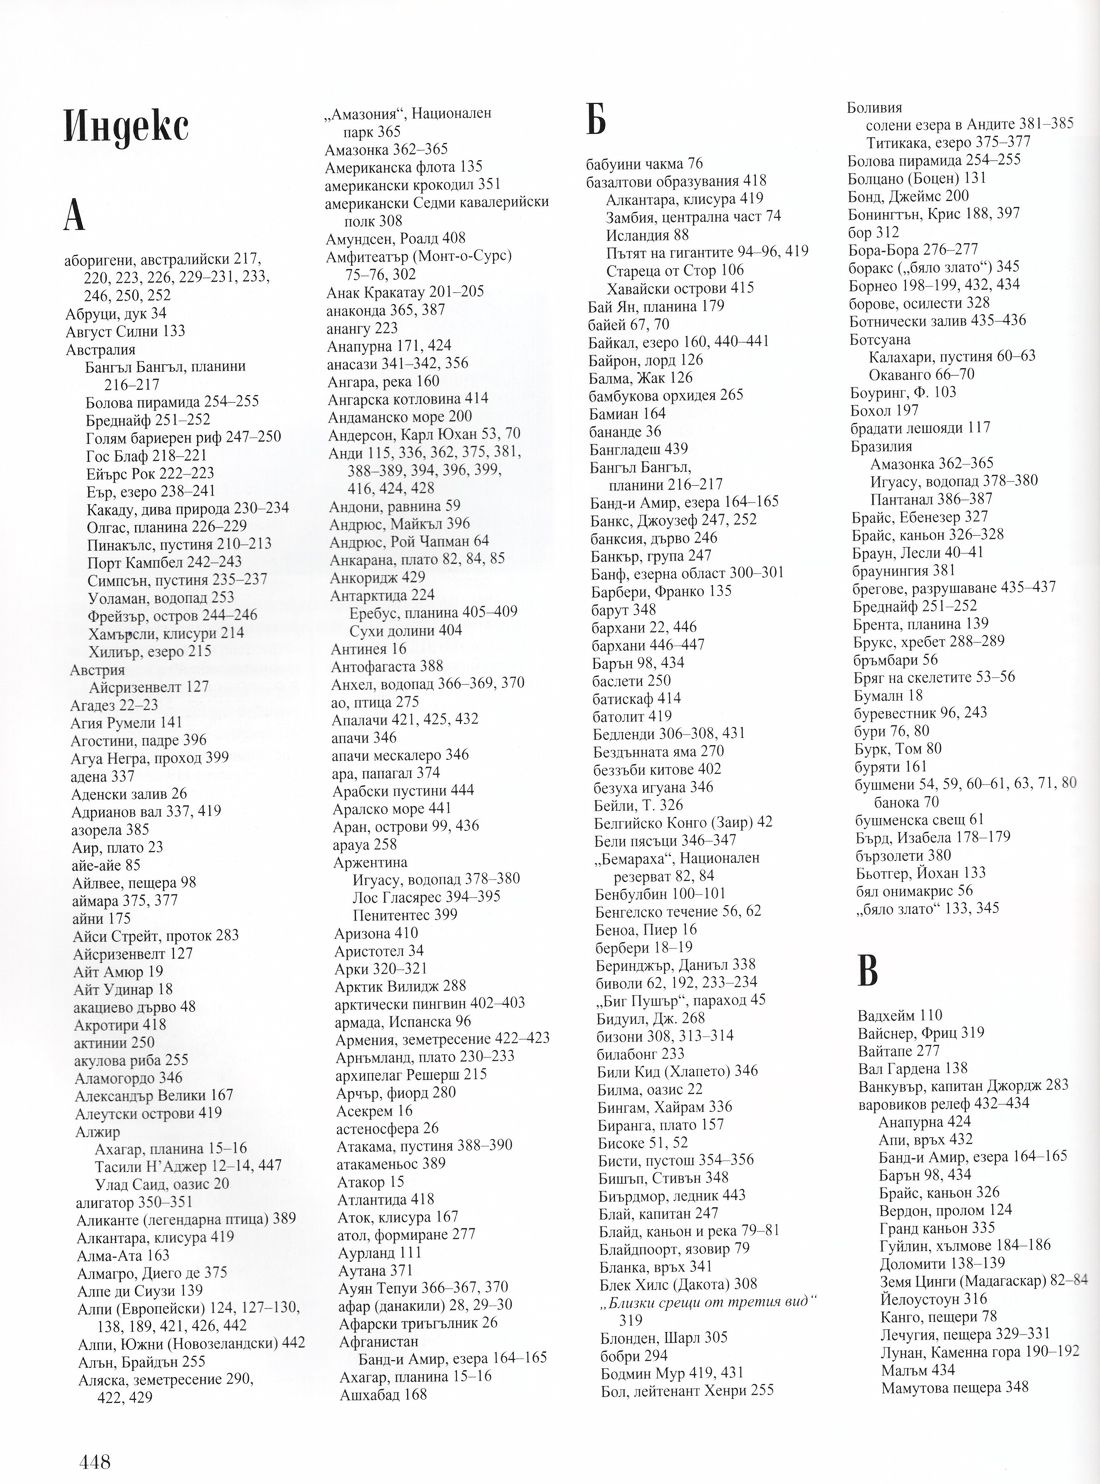 Индекс
А
аборигени, австралийски 217,
220, 223, 226, 229–231, 233,
246, 250, 252
Абруци, дук 34
Август Силни 133
Австралия
Бангъл Бангъл, планини
216–217
Болова пирамида 254–255
Бреднайф 251–252
Голям бариерен риф 247–250
Гос Блаф 218–221
Ейърс Рок 222–223
Еър, езеро 238–241
Какаду, дива природа 230–234
Олгас, планина 226–229
Пинакълс, пустиня 210–213
Порт Кампбел 242–243
Симпсън, пустиня 235–237
Уоламан, водопад 253
Фрейзър, остров 244–246
Хамърсли, клисури 214
Хилиър, езеро 215
Австрия
Айсризенвелт 127
Агадез 22–23
Агия Румели 141
Агостини, падре 396
Агуа Негра, проход 399
адена 337
Аденски залив 26
Адрианов вал 337, 419
азорела 385
Аир, плато 23
айе-айе 85
Айлвее, пещера 98
аймара 375, 377
айни 175
Айси Стрейт, проток 283
Айсризенвелт 127
Айт Амюр 19
Айт Удинар 18
акациево дърво 48
Акротири 418
актинии 250
акулова риба 255
Аламогордо 346
Александър Велики 167
Алеутски острови 419
Алжир
Ахагар, планина 15–16
Тасили Н’Аджер 12–14, 447
Улад Саид, оазис 20
алигатор 350–351
Аликанте (легендарна птица) 389
Алкантара, клисура 419
Алма-Ата 163
Алмагро, Диего де 375
Алпе ди Сиузи 139
Алпи (Европейски) 124, 127–130,
138, 189, 421, 426, 442
Алпи, Южни (Новозеландски) 442
Алън, Брайдън 255
Аляска, земетресение 290,
422, 429
„Амазония“, Национален
парк 365
Амазонка 362–365
Американска флота 135
американски крокодил 351
американски Седми кавалерийски
полк 308
Амундсен, Роалд 408
Амфитеатър (Монт-о-Сурс)
75–76, 302
Анак Кракатау 201–205
анаконда 365, 387
анангу 223
Анапурна 171, 424
анасази 341–342, 356
Ангара, река 160
Ангарска котловина 414
Андаманско море 200
Андерсон, Карл Юхан 53, 70
Анди 115, 336, 362, 375, 381,
388–389, 394, 396, 399,
416, 424, 428
Андони, равнина 59
Андрюс, Майкъл 396
Андрюс, Рой Чапман 64
Анкарана, плато 82, 84, 85
Анкоридж 429
Антарктида 224
Еребус, планина 405–409
Сухи долини 404
Антинея 16
Антофагаста 388
Анхел, водопад 366–369, 370
ао, птица 275
Апалачи 421, 425, 432
апачи 346
апачи мескалеро 346
ара, папагал 374
Арабски пустини 444
Аралско море 441
Аран, острови 99, 436
арауа 258
Аржентина
Игуасу, водопад 378–380
Лос Гласярес 394–395
Пенитентес 399
Аризона 410
Аристотел 34
Арки 320–321
Арктик Вилидж 288
арктически пингвин 402–403
армада, Испанска 96
Армения, земетресение 422–423
Арнъмланд, плато 230–233
архипелаг Решерш 215
Арчър, фиорд 280
Асекрем 16
астеносфера 26
Атакама, пустиня 388–390
атакаменьос 389
Атакор 15
Атлантида 418
Аток, клисура 167
атол, формиране 277
Аурланд 111
Аутана 371
Ауян Тепуи 366–367, 370
афар (данакили) 28, 29–30
Афарски триъгълник 26
Афганистан
Банд-и Амир, езера 164–165
Ахагар, планина 15–16
Ашхабад 168
Б
бабуини чакма 76
базалтови образувания 418
Алкантара, клисура 419
Замбия, централна част 74
Исландия 88
Пътят на гигантите 94–96, 419
Стареца от Стор 106
Хавайски острови 415
Бай Ян, планина 179
байей 67, 70
Байкал, езеро 160, 440–441
Байрон, лорд 126
Балма, Жак 126
бамбукова орхидея 265
Бамиан 164
бананде 36
Бангладеш 439
Бангъл Бангъл,
планини 216–217
Банд-и Амир, езера 164–165
Банкс, Джоузеф 247, 252
банксия, дърво 246
Банкър, група 247
Банф, езерна област 300–301
Барбери, Франко 135
барут 348
бархани 22, 446
бархани 446–447
Барън 98, 434
баслети 250
батискаф 414
батолит 419
Бедленди 306–308, 431
Бездънната яма 270
беззъби китове 402
безуха игуана 346
Бейли, Т. 326
Белгийско Конго (Заир) 42
Бели пясъци 346–347
„Бемараха“, Национален
резерват 82, 84
Бенбулбин 100–101
Бенгелско течение 56, 62
Беноа, Пиер 16
бербери 18–19
Беринджър, Даниъл 338
биволи 62, 192, 233–234
„Биг Пушър“, параход 45
Бидуил, Дж. 268
бизони 308, 313–314
билабонг 233
Били Кид (Хлапето) 346
Билма, оазис 22
Бингам, Хайрам 336
Биранга, плато 157
Бисоке 51, 52
Бисти, пустош 354–356
Бишъп, Стивън 348
Биърдмор, ледник 443
Блай, капитан 247
Блайд, каньон и река 79–81
Блайдпоорт, язовир 79
Бланка, връх 341
Блек Хилс (Дакота) 308
„Близки срещи от третия вид“
319
Блонден, Шарл 305
бобри 294
Бодмин Мур 419, 431
Бол, лейтенант Хенри 255
Боливия
солени езера в Андите 381–385
Титикака, езеро 375–377
Болова пирамида 254–255
Болцано (Боцен) 131
Бонд, Джеймс 200
Бонингтън, Крис 188, 397
бор 312
Бора-Бора 276–277
боракс („бяло злато“) 345
Борнео 198–199, 432, 434
борове, осилести 328
Ботнически залив 435–436
Ботсуана
Калахари, пустиня 60–63
Окаванго 66–70
Боуринг, Ф. 103
Бохол 197
брадати лешояди 117
Бразилия
Амазонка 362–365
Игуасу, водопад 378–380
Пантанал 386–387
Брайс, Ебенезер 327
Брайс, каньон 326–328
Браун, Лесли 40–41
браунингия 381
брегове, разрушаване 435–437
Бреднайф 251–252
Брента, планина 139
Брукс, хребет 288–289
бръмбари 56
Бряг на скелетите 53–56
Бумалн 18
буревестник 96, 243
бури 76, 80
Бурк, Том 80
буряти 161
бушмени 54, 59, 60–61, 63, 71, 80
банока 70
бушменска свещ 61
Бърд, Изабела 178–179
бързолети 380
Бьотгер, Йохан 133
бял онимакрис 56
„бяло злато“ 133, 345
В
Вадхейм 110
Вайснер, Фриц 319
Вайтапе 277
Вал Гардена 138
Ванкувър, капитан Джордж 283
варовиков релеф 432–434
Анапурна 424
Апи, връх 432
Банд-и Амир, езера 164–165
Барън 98, 434
Брайс, каньон 326
Вердон, пролом 124
Гранд каньон 335
Гуйлин, хълмове 184–186
Доломити 138–139
Земя Цинги (Мадагаскар) 82–84
Йелоустоун 316
Канго, пещери 78
Лечугия, пещера 329–331
Лунан, Каменна гора 190–192
Малъм 434
Мамутова пещера 348
448